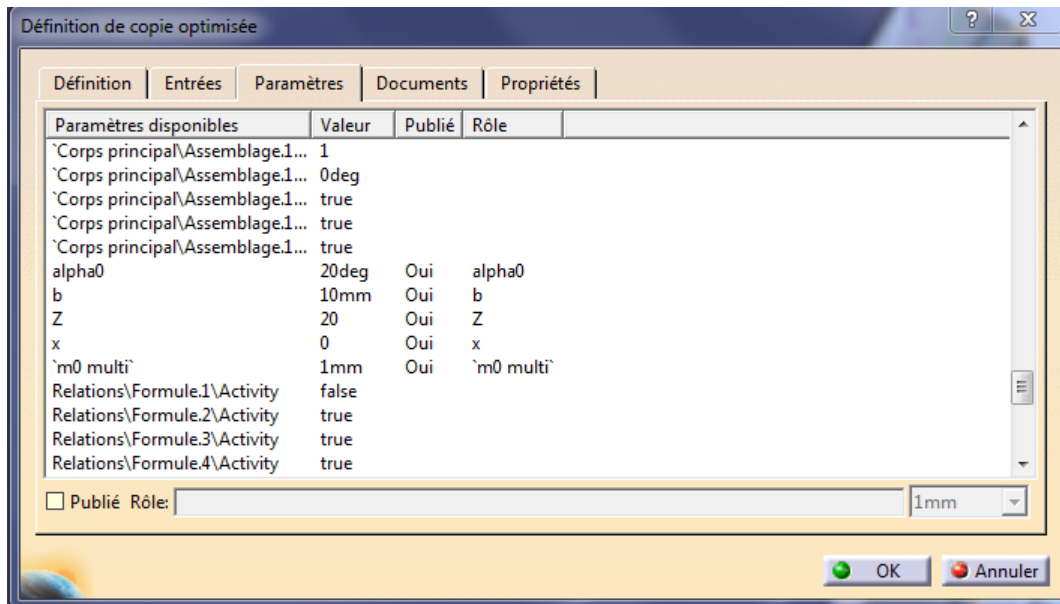 Définition de copie optimisée
Définition Entrées Paramètres Documents Propriétés
Paramètres disponibles Valeur Publié Rôle
`Corps principal\Assemblage.1... 1
`Corps principal\Assemblage.1... 0deg
`Corps principal\Assemblage.1... true
`Corps principal\Assemblage.1... true
`Corps principal\Assemblage.1... true
alpha0 20deg Oui alpha0
b 10mm Oui b
Z 20 Oui Z
x 0 Oui x
`m0 multi` 1mm Oui `m0 multi`
Relations\Formule.1\Activity false
Relations\Formule.2\Activity true
Relations\Formule.3\Activity true
Relations\Formule.4\Activity true
Publié Rôle: 1mm
OK Annuler